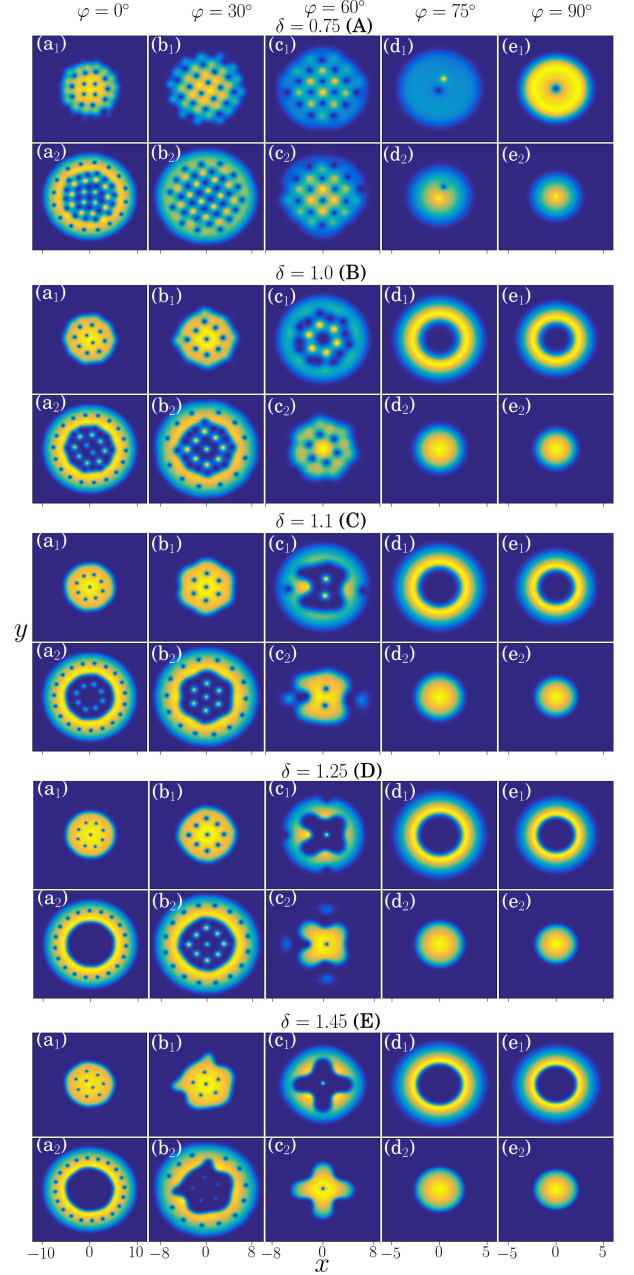 φ = 0° φ = 30° φ = 60° φ = 75° φ = 90°
δ = 0.75 (A)
(a₁) (b₁) (c₁) (d₁) (e₁)
(a₂) (b₂) (c₂) (d₂) (e₂)
δ = 1.0 (B)
(a₁) (b₁) (c₁) (d₁) (e₁)
(a₂) (b₂) (c₂) (d₂) (e₂)
δ = 1.1 (C)
(a₁) (b₁) (c₁) (d₁) (e₁)
y
(a₂) (b₂) (c₂) (d₂) (e₂)
δ = 1.25 (D)
(a₁) (b₁) (c₁) (d₁) (e₁)
(a₂) (b₂) (c₂) (d₂) (e₂)
δ = 1.45 (E)
(a₁) (b₁) (c₁) (d₁) (e₁)
(a₂) (b₂) (c₂) (d₂) (e₂)
−10 0 10 −8 0 8 −8 0 8 −5 0 5 −5 0 5
x